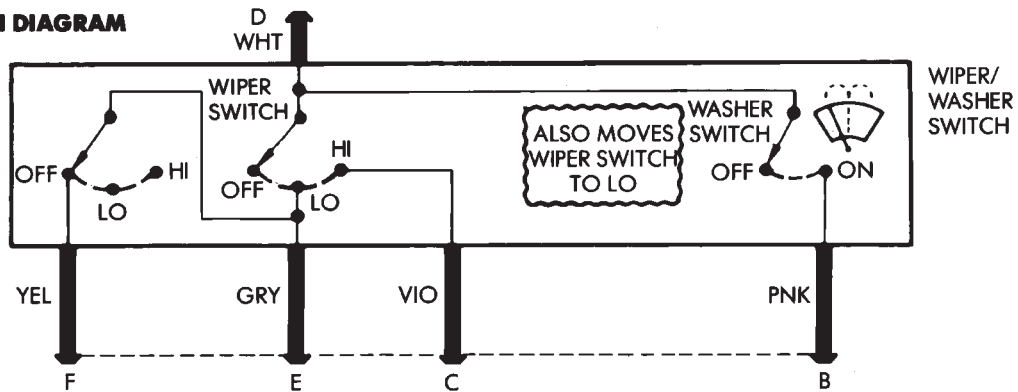 DIAGRAM
D
WHT
WIPER
SWITCH
WIPER/
WASHER
SWITCH
WASHER
SWITCH
ALSO MOVES
WIPER SWITCH
TO LO
OFF
HI
LO
OFF
HI
LO
OFF
ON
YEL
GRY
VIO
PNK
F
E
C
B